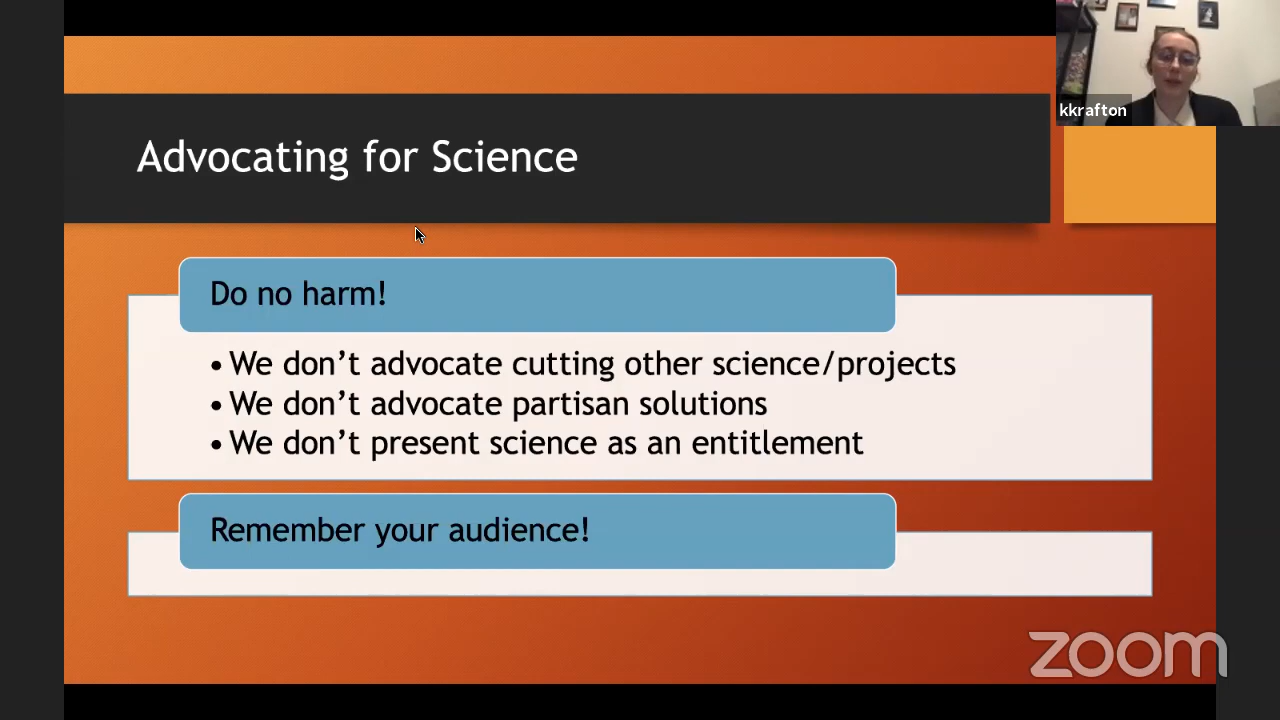 kkrafton
Advocating for Science
Do no harm!
• We don’t advocate cutting other science/projects
• We don’t advocate partisan solutions
• We don’t present science as an entitlement
Remember your audience!
zoom